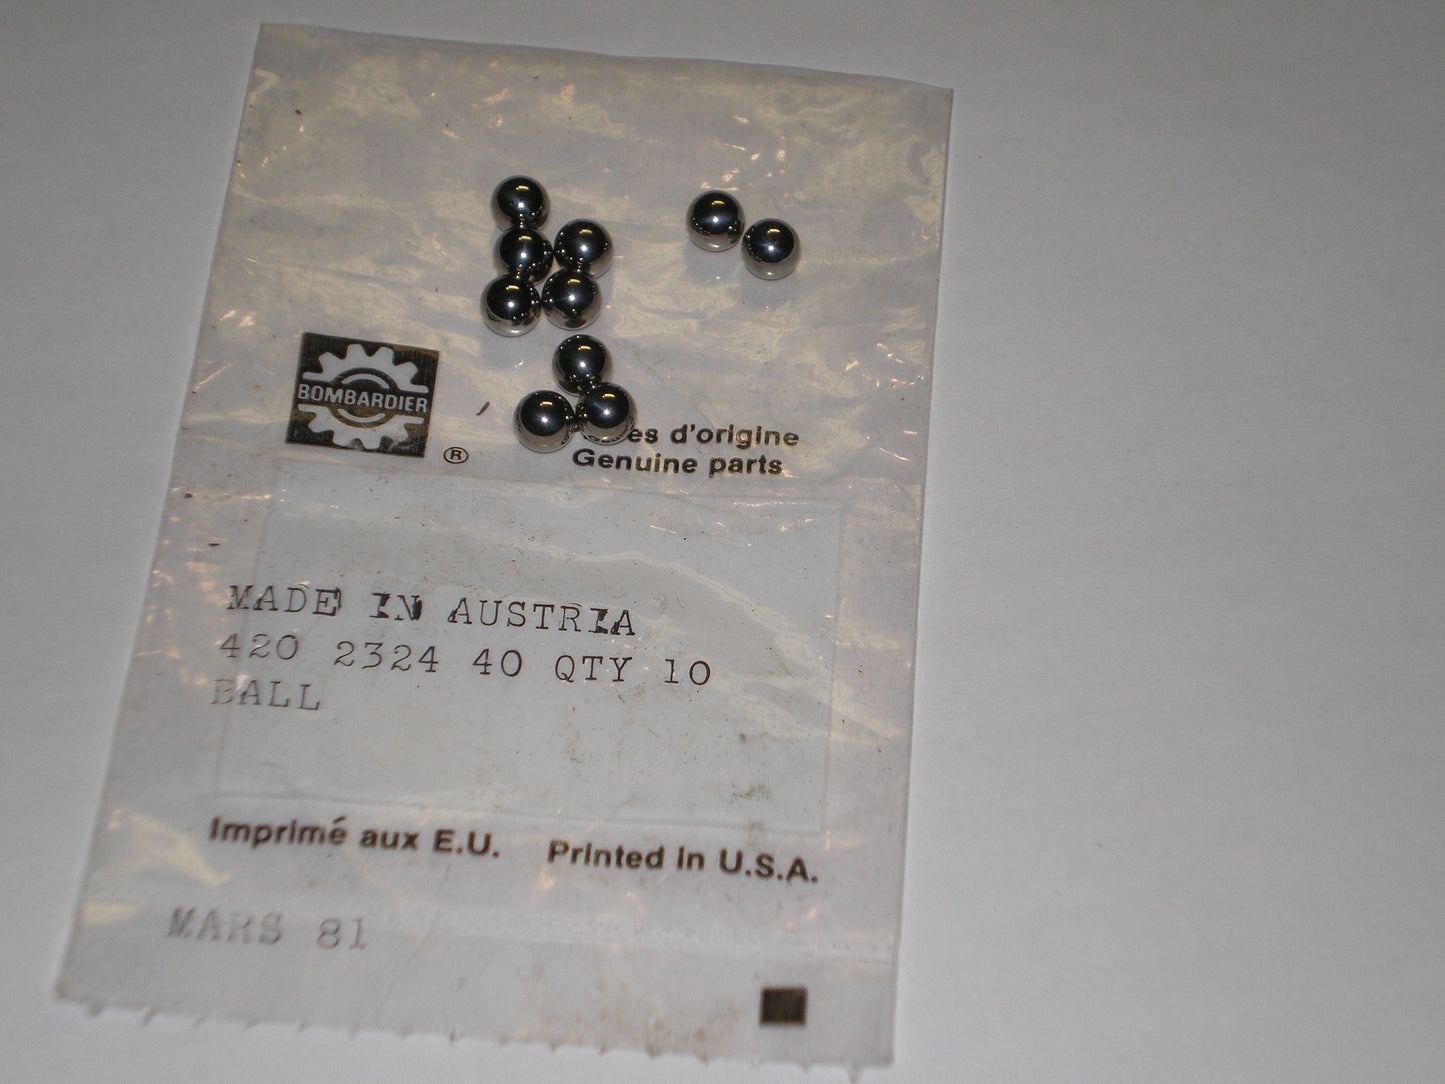 BOMBARDIER
®
d'origine
Genuine parts
MADE IN AUSTRIA
420 2324 40 QTY 10
BALL
Imprimé aux E.U. Printed in U.S.A.
MARS 81